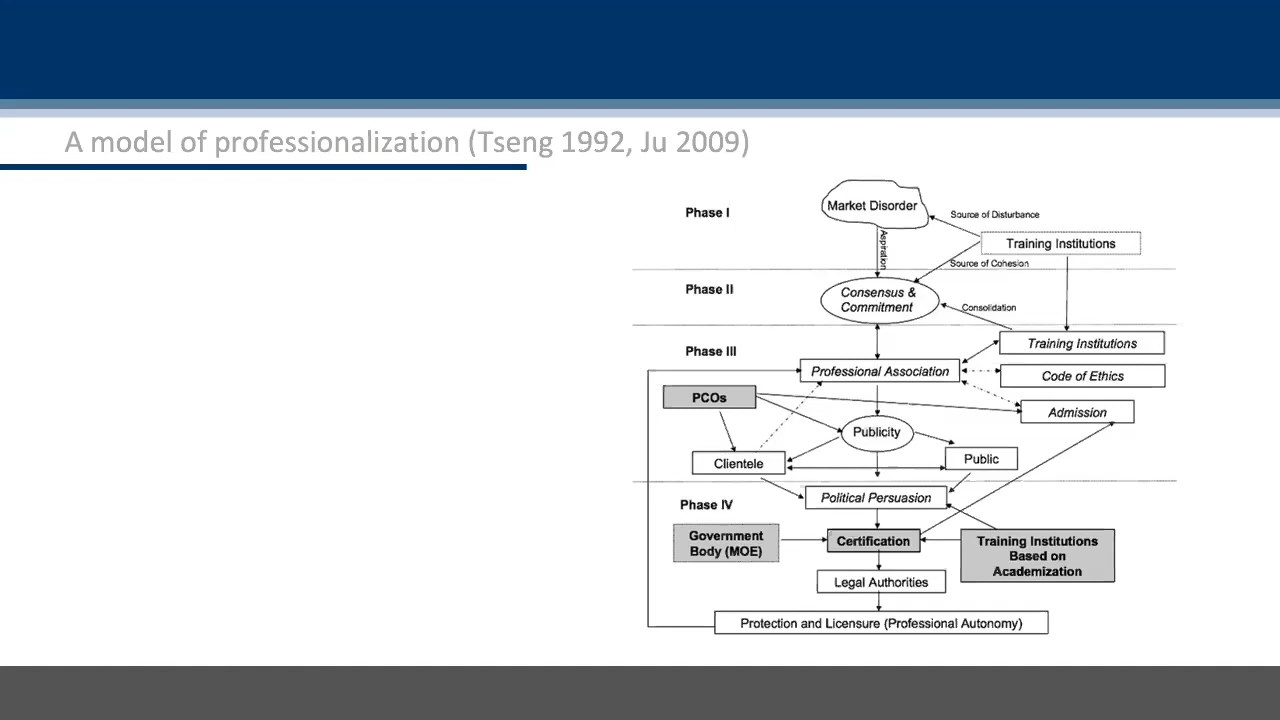 A model of professionalization (Tseng 1992, Ju 2009)
Phase I
Market Disorder
Source of Disturbance
Training Institutions
Aspiration
Source of Cohesion
Phase II
Consensus &
Commitment
Consolidation
Phase III
Training Institutions
Professional Association
Code of Ethics
PCOs
Admission
Publicity
Clientele
Public
Phase IV
Political Persuasion
Government
Body (MOE)
Certification
Training Institutions
Based on
Academization
Legal Authorities
Protection and Licensure (Professional Autonomy)